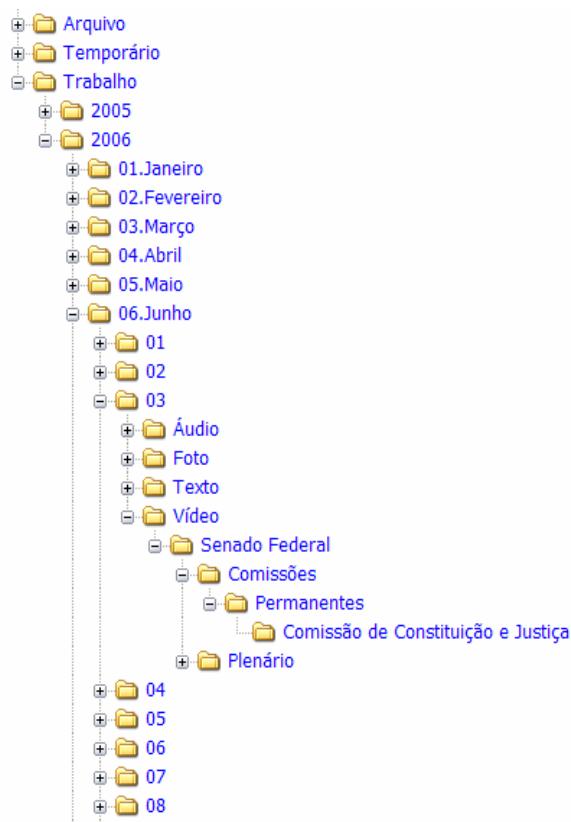 Arquivo
Temporário
Trabalho
2005
2006
01.Janeiro
02.Fevereiro
03.Março
04.Abril
05.Maio
06.Junho
01
02
03
Áudio
Foto
Texto
Vídeo
Senado Federal
Comissões
Permanentes
Comissão de Constituição e Justiça
Plenário
04
05
06
07
08